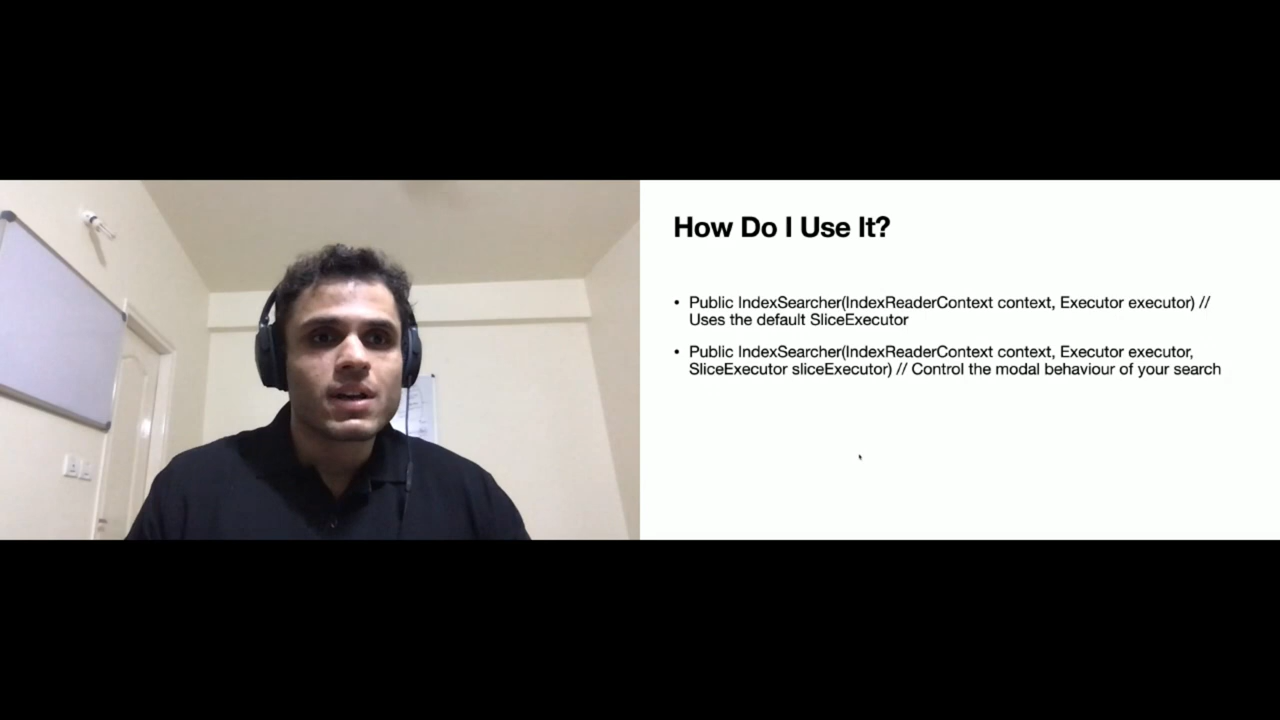 How Do I Use It?
• Public IndexSearcher(IndexReaderContext context, Executor executor) //
Uses the default SliceExecutor
• Public IndexSearcher(IndexReaderContext context, Executor executor,
SliceExecutor sliceExecutor) // Control the modal behaviour of your search